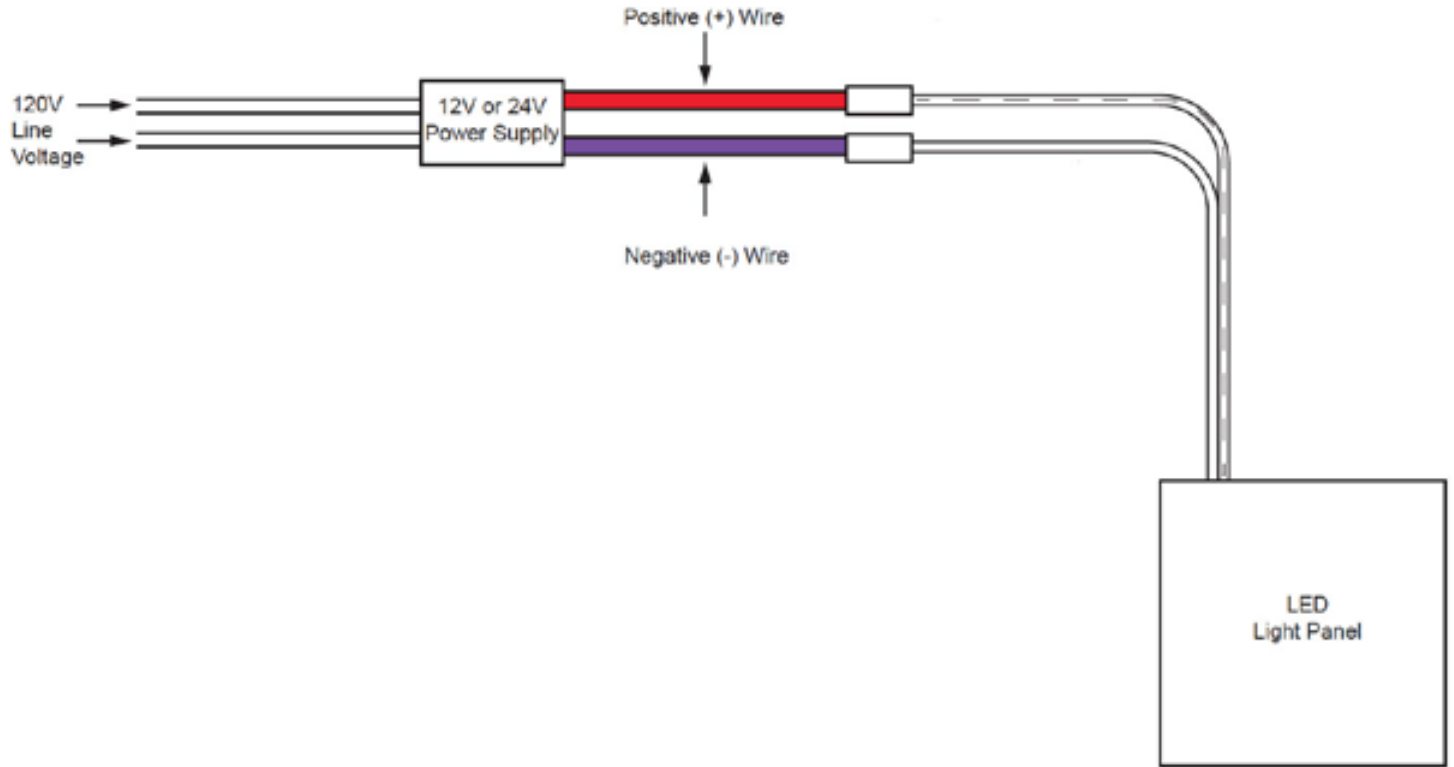 Positive (+) Wire
120V
Line
Voltage
12V or 24V
Power Supply
Negative (-) Wire
LED
Light Panel